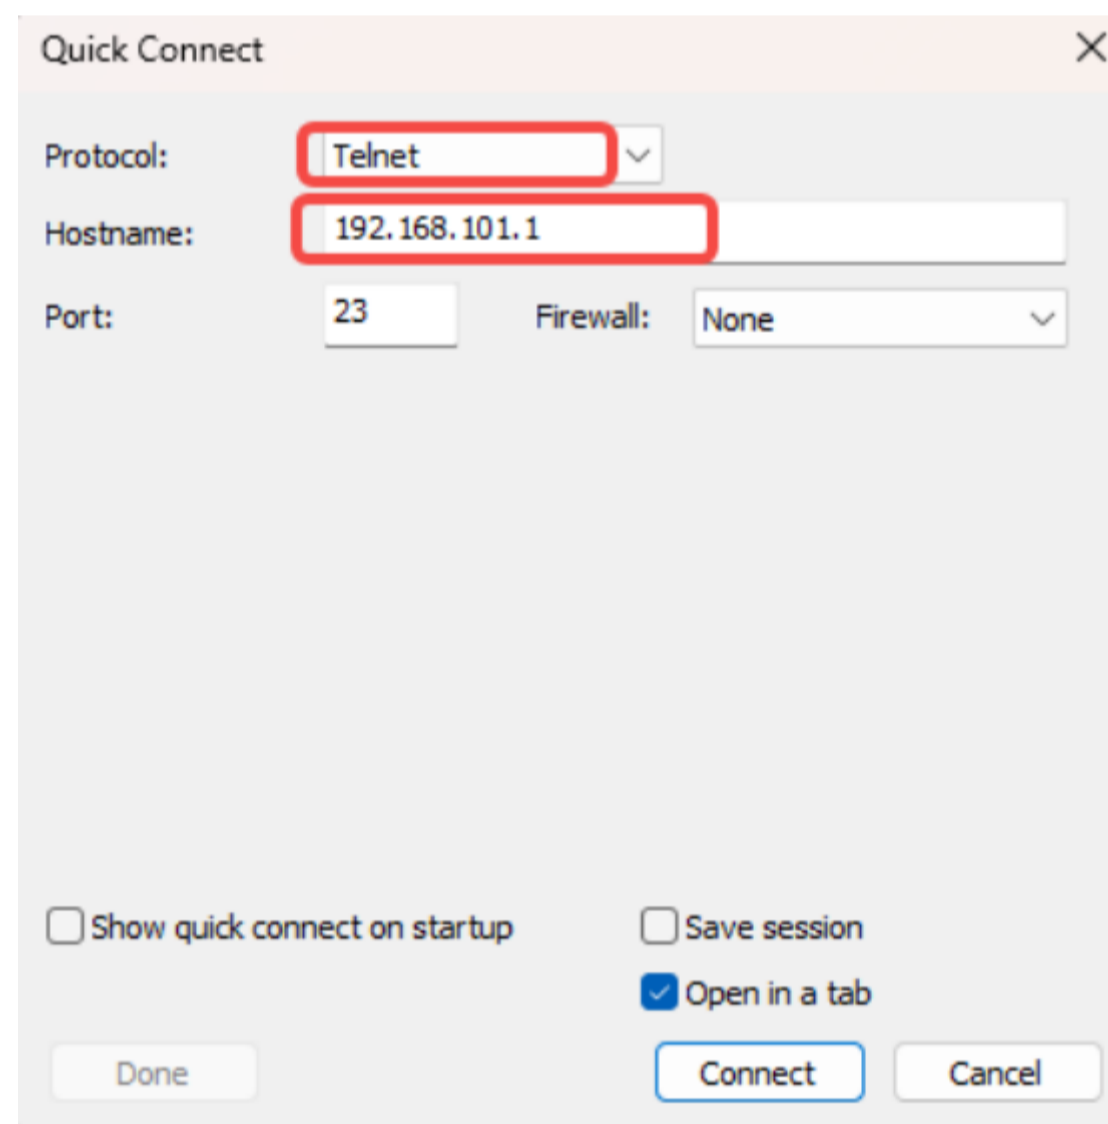 Quick Connect
Protocol: Telnet
Hostname: 192.168.101.1
Port: 23 Firewall: None
Show quick connect on startup Save session
Open in a tab
Done Connect Cancel